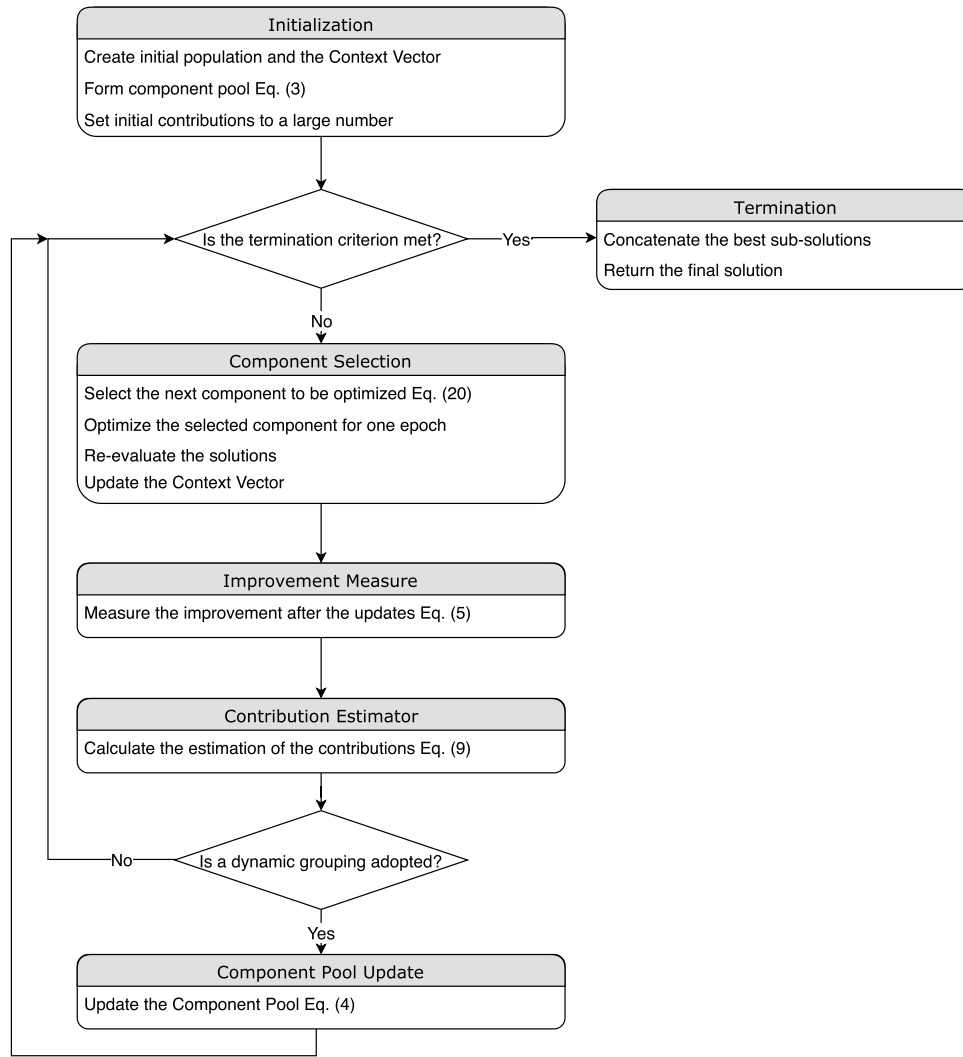 Initialization
Create initial population and the Context Vector
Form component pool Eq. (3)
Set initial contributions to a large number
Is the termination criterion met?
Yes
Termination
Concatenate the best sub-solutions
Return the final solution
No
Component Selection
Select the next component to be optimized Eq. (20)
Optimize the selected component for one epoch
Re-evaluate the solutions
Update the Context Vector
Improvement Measure
Measure the improvement after the updates Eq. (5)
Contribution Estimator
Calculate the estimation of the contributions Eq. (9)
Is a dynamic grouping adopted?
No
Yes
Component Pool Update
Update the Component Pool Eq. (4)